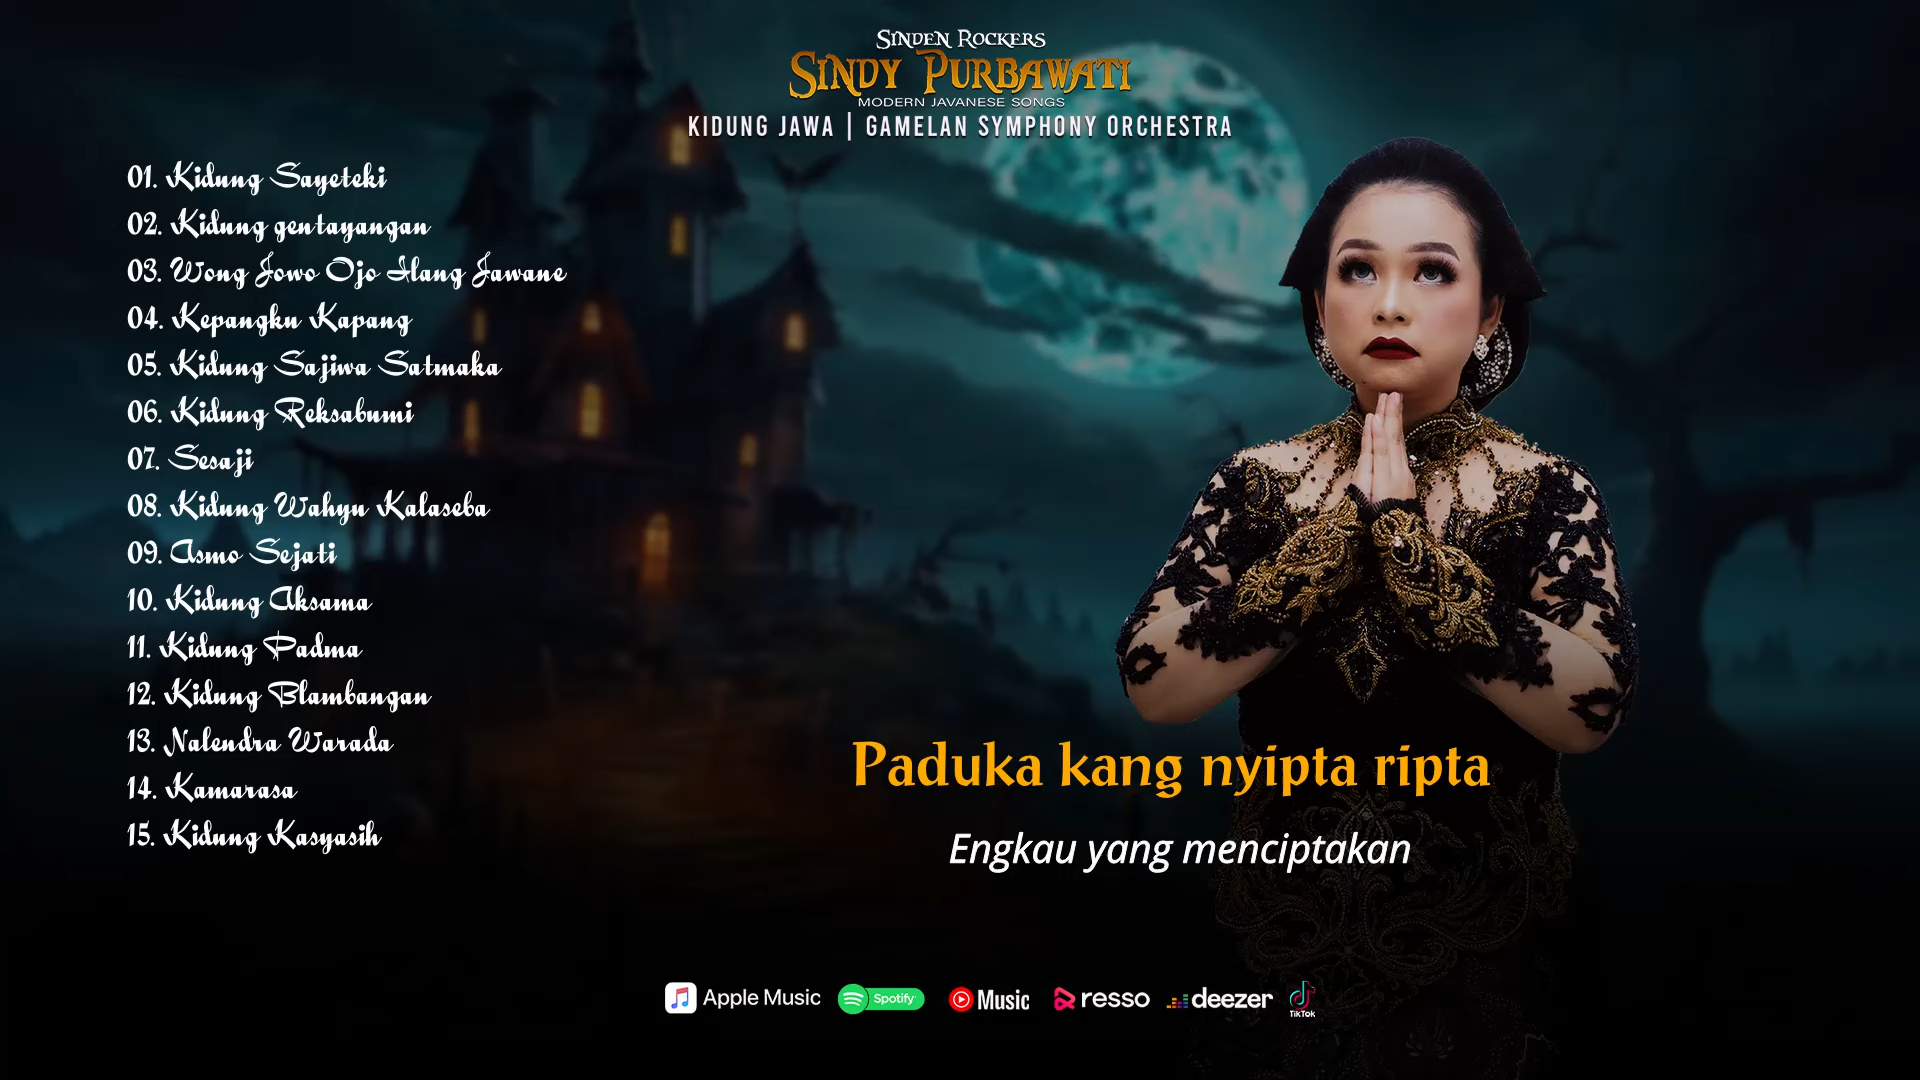 SINDEN ROCKERS
SINDY PURBAWATI
MODERN JAVANESE SONGS
KIDUNG JAWA | GAMELAN SYMPHONY ORCHESTRA
01. Kidung Sayeteki
02. Kidung gentayangan
03. Wong Jowo Ojo Ilang Jawane
04. Kepangku Kapang
05. Kidung Sajiwa Satmaka
06. Kidung Reksabumi
07. Sesaji
08. Kidung Wahyu Kalaseba
09. Asmo Sejati
10. Kidung Aksama
11. Kidung Padma
12. Kidung Blambangan
13. Nalendra Warada
14. Kamarasa
15. Kidung Kasyasih
Paduka kang nyipta ripta
Engkau yang menciptakan
Apple Music Spotify Music resso deezer TikTok